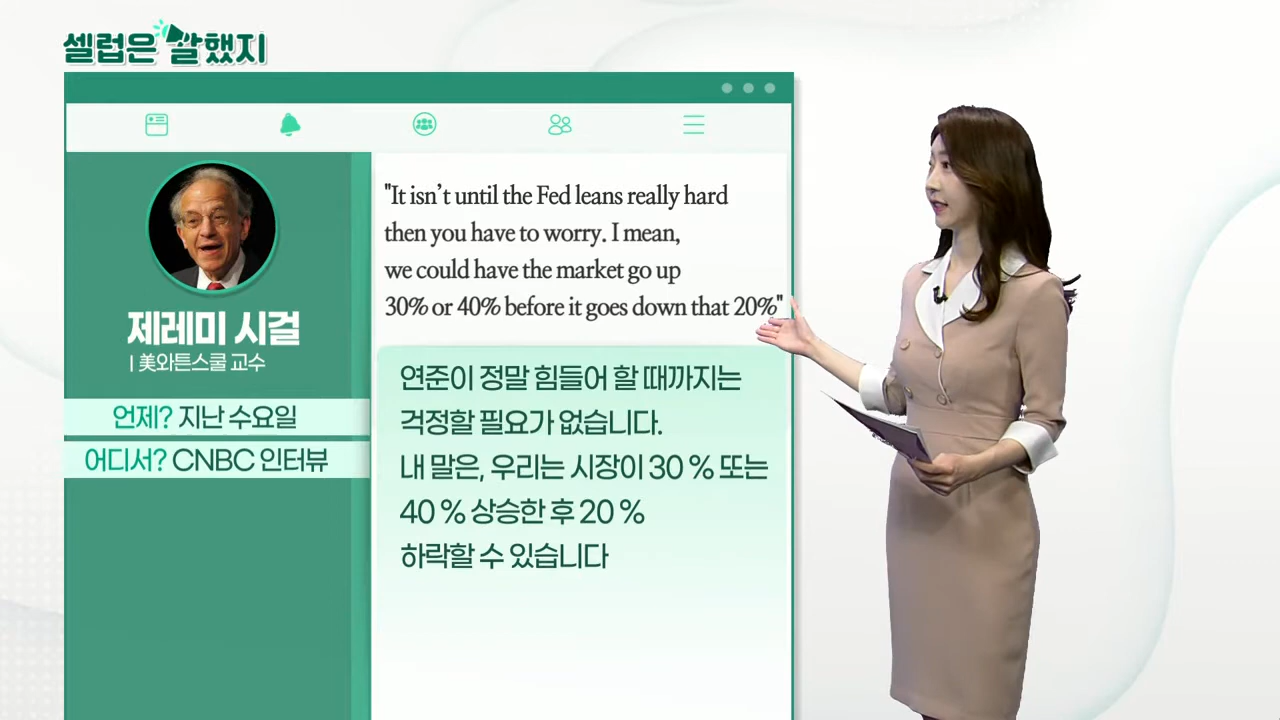 셀럽은 말했지
"It isn’t until the Fed leans really hard
then you have to worry. I mean,
we could have the market go up
30% or 40% before it goes down that 20%"
제레미 시걸
| 美와튼스쿨 교수
언제? 지난 수요일
어디서? CNBC 인터뷰
연준이 정말 힘들어 할 때까지는
걱정할 필요가 없습니다.
내 말은, 우리는 시장이 30 % 또는
40 % 상승한 후 20 %
하락할 수 있습니다